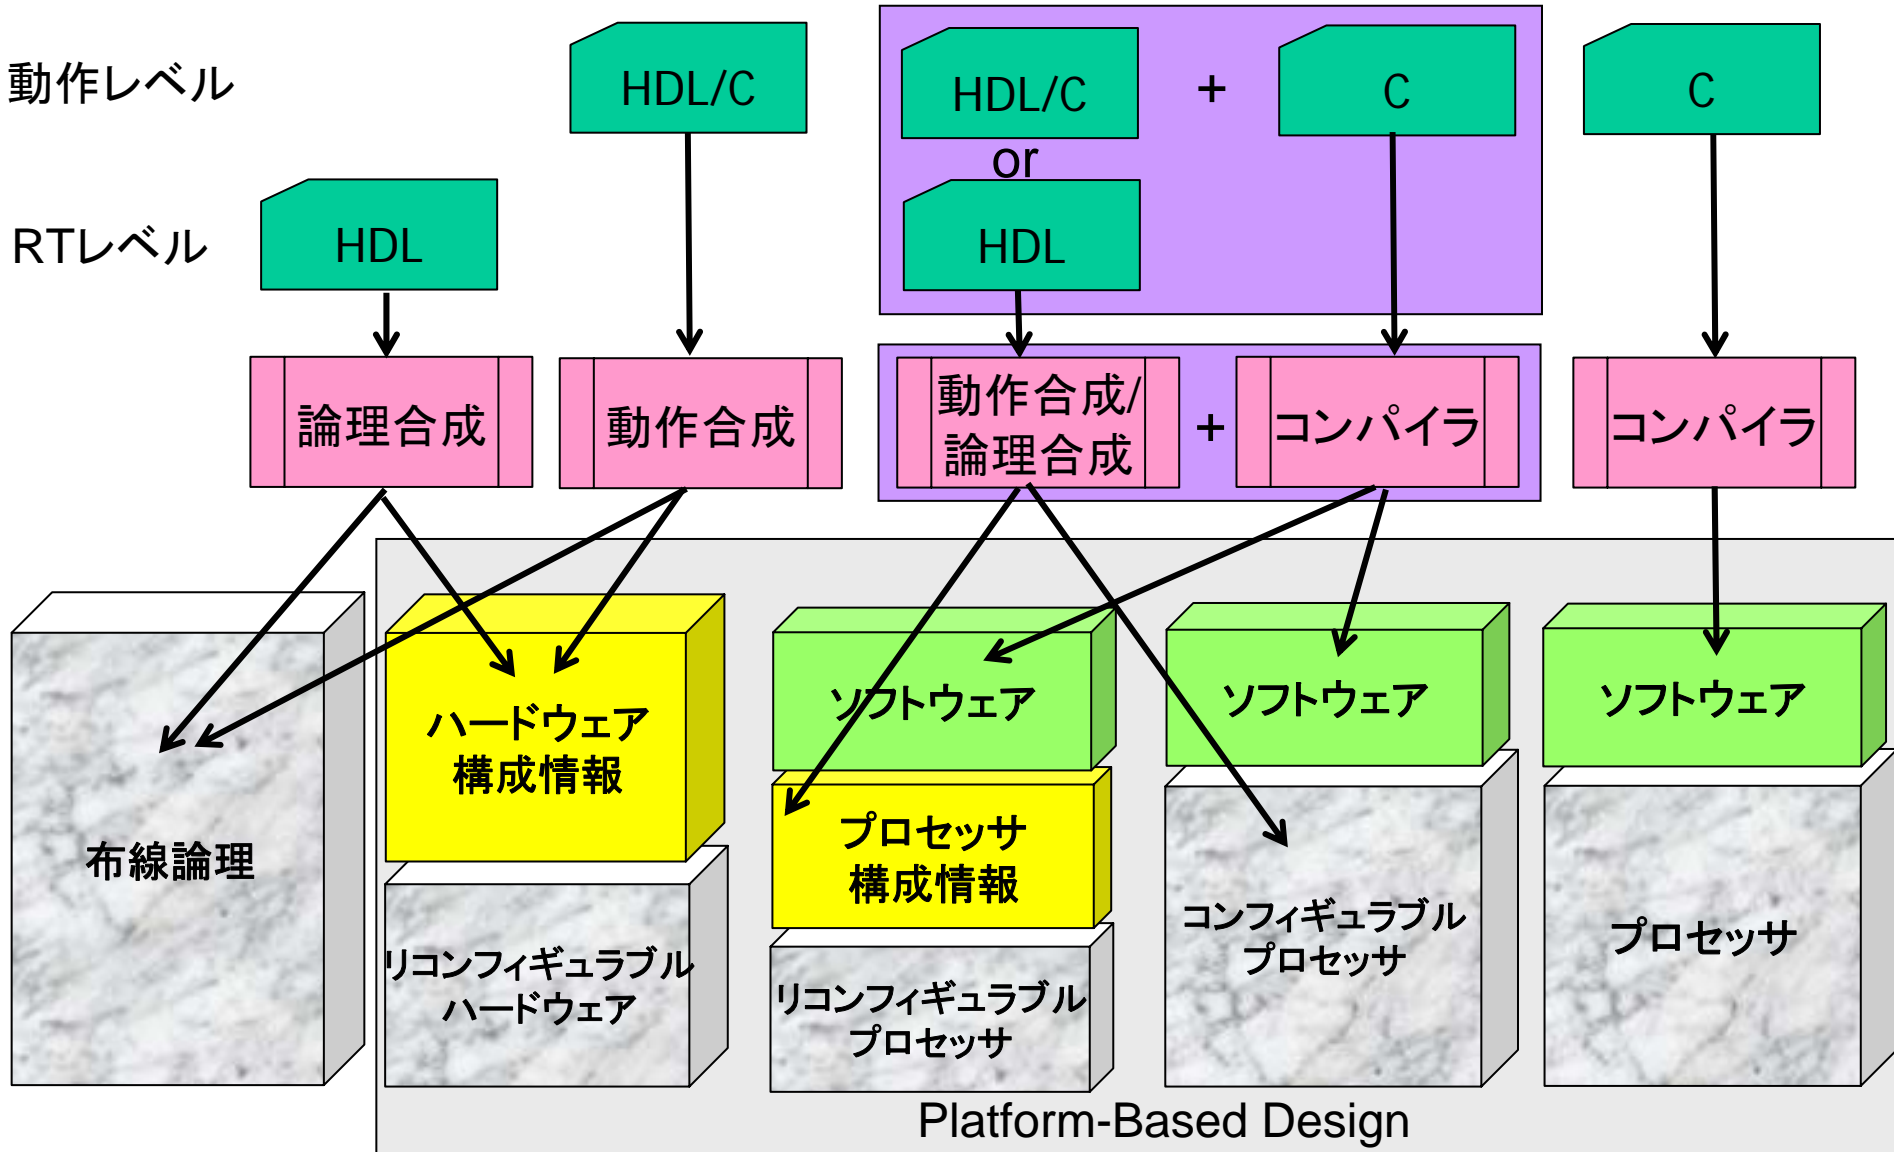 動作レベル
HDL/C
HDL/C
+
C
C
or
RTレベル
HDL
HDL
論理合成
動作合成
動作合成/
論理合成
+
コンパイラ
コンパイラ
布線論理
ハードウェア
構成情報
リコンフィギュラブル
ハードウェア
ソフトウェア
プロセッサ
構成情報
リコンフィギュラブル
プロセッサ
ソフトウェア
コンフィギュラブル
プロセッサ
ソフトウェア
プロセッサ
Platform-Based Design